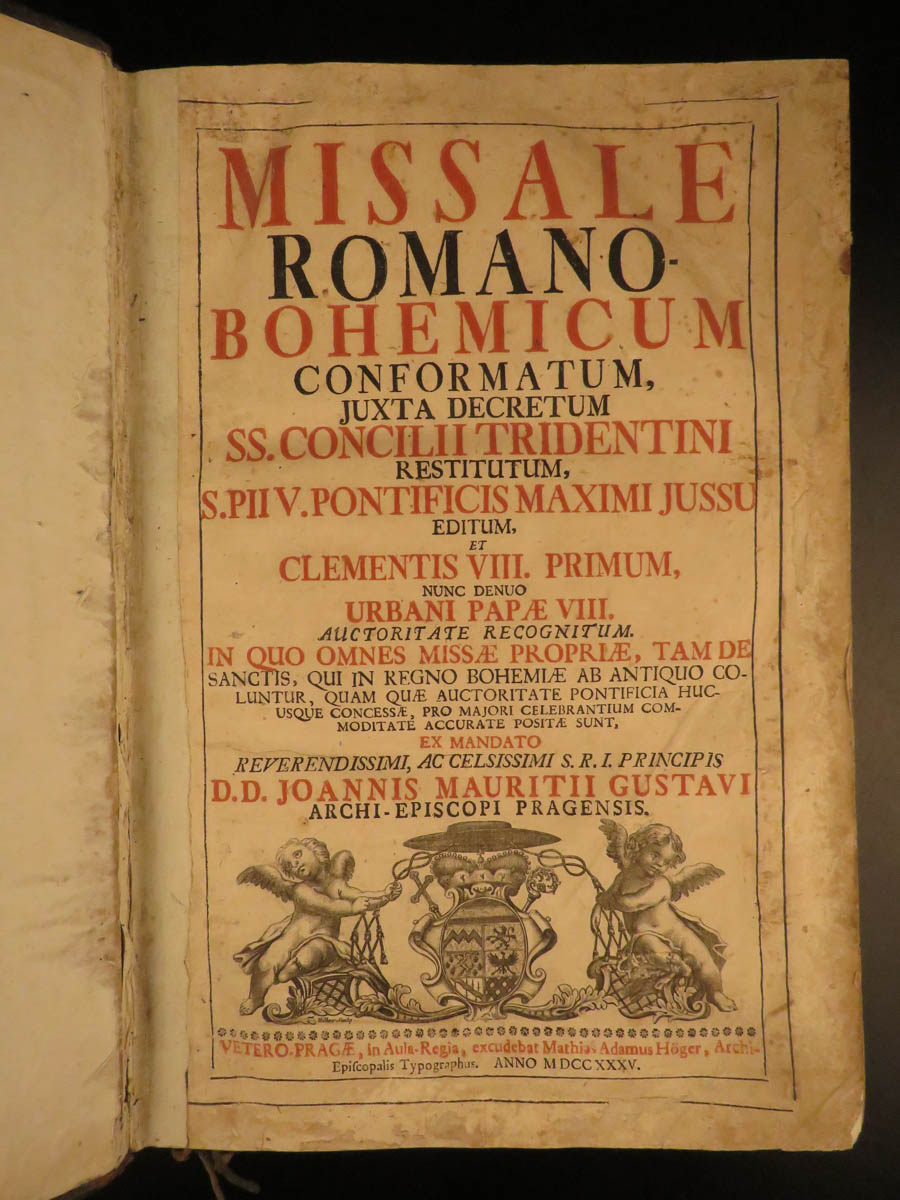 MISSALE
ROMANO-
BOHEMICUM
CONFORMATUM,
JUXTA DECRETUM
SS. CONCILII TRIDENTINI
RESTITUTUM,
S. PII V. PONTIFICIS MAXIMI JUSSU
EDITUM,
ET
CLEMENTIS VIII. PRIMUM,
NUNC DENUO
URBANI PAPÆ VIII.
AUCTORITATE RECOGNITUM.
IN QUO OMNES MISSÆ PROPRIÆ, TAM DE
SANCTIS, QUI IN REGNO BOHEMIÆ AB ANTIQUO CO-
LUNTUR, QUAM QUÆ AUCTORITATE PONTIFICIA HUC-
USQUE CONCESSÆ, PRO MAJORI CELEBRANTIUM COM-
MODITATE ACCURATE POSITÆ SUNT,
EX MANDATO
REVERENDISSIMI, AC CELSISSIMI S. R. I. PRINCIPIS
D.D. JOANNIS MAURITII GUSTAVI
ARCHI-EPISCOPI PRAGENSIS.
VETERO-PRAGÆ, in Aula-Regia, excudebat Mathias Adamus Höger, Archi-
Epiſcopalis Typographus. ANNO MDCCXXXV.